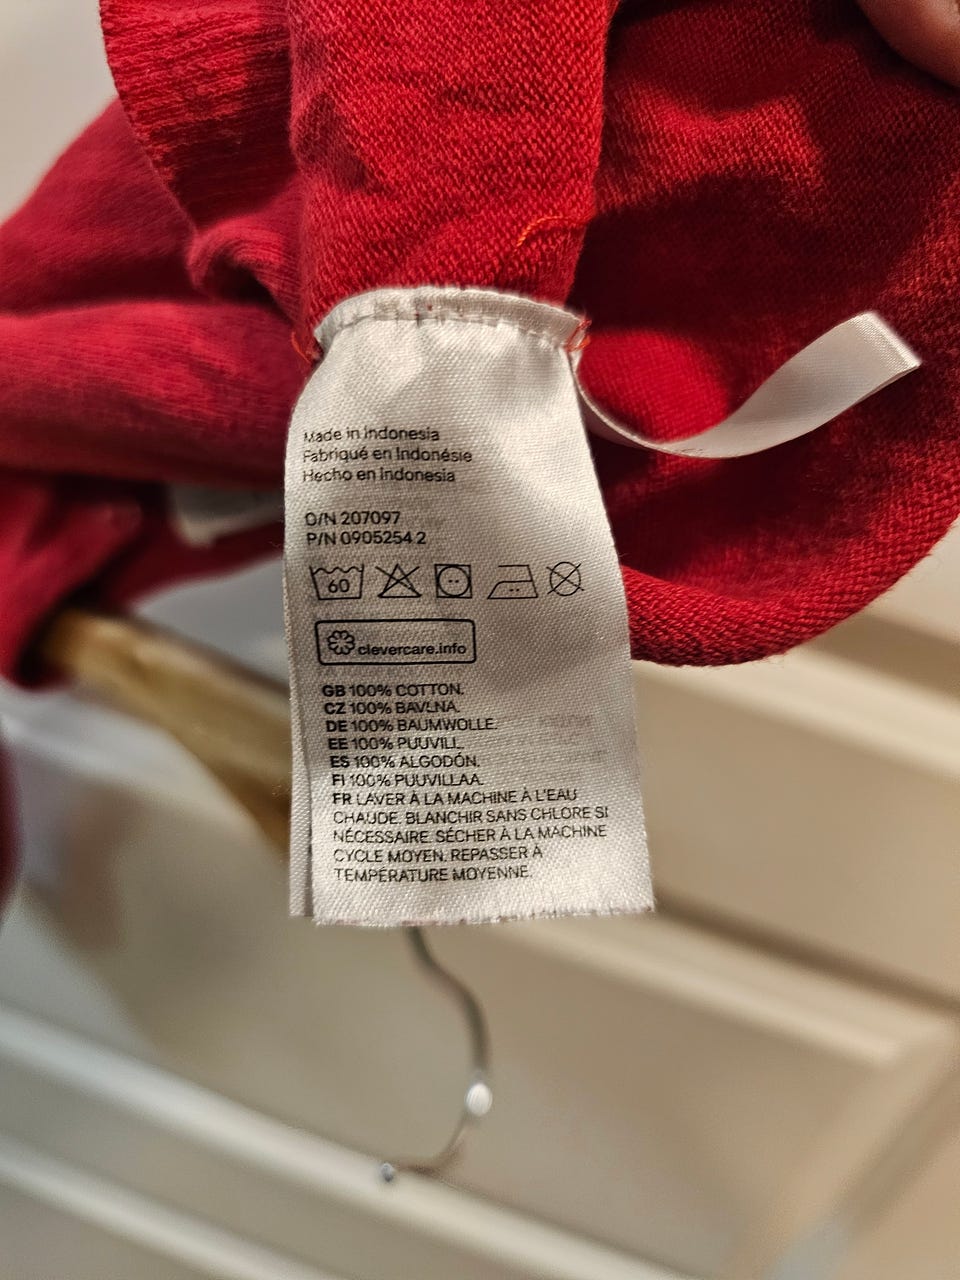 Made in Indonesia
Fabriqué en Indonésie
Hecho en Indonesia
O/N 207097
P/N 0905254 2
60
clevercare.info
GB 100% COTTON.
CZ 100% BAVLNA.
DE 100% BAUMWOLLE.
EE 100% PUUVILL.
ES 100% ALGODÓN.
FI 100% PUUVILLAA.
FR LAVER À LA MACHINE À L'EAU
CHAUDE. BLANCHIR SANS CHLORE SI
NÉCESSAIRE. SÉCHER À LA MACHINE
CYCLE MOYEN. REPASSER À
TEMPÉRATURE MOYENNE.